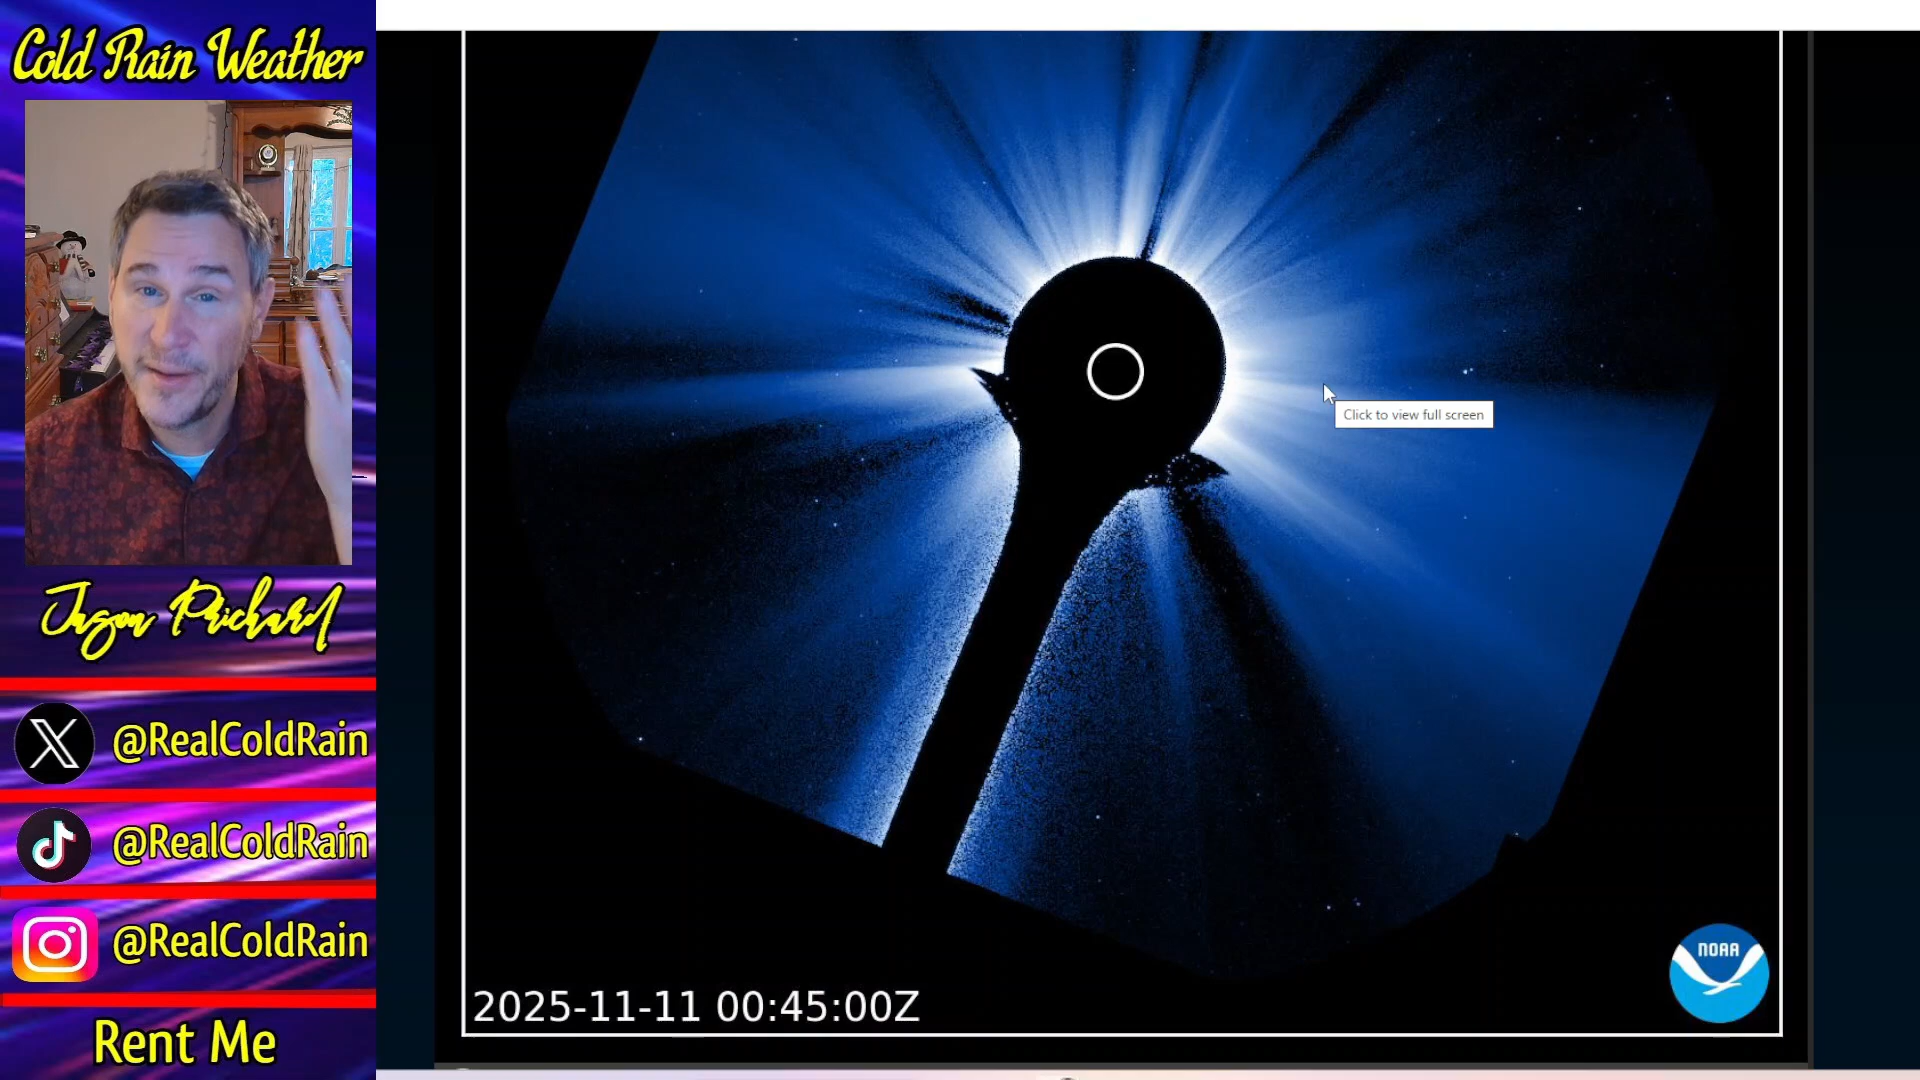 Cold Rain Weather
Jason Prichard
@RealColdRain
@RealColdRain
@RealColdRain
Rent Me
Click to view full screen
2025-11-11 00:45:00Z
NOAA